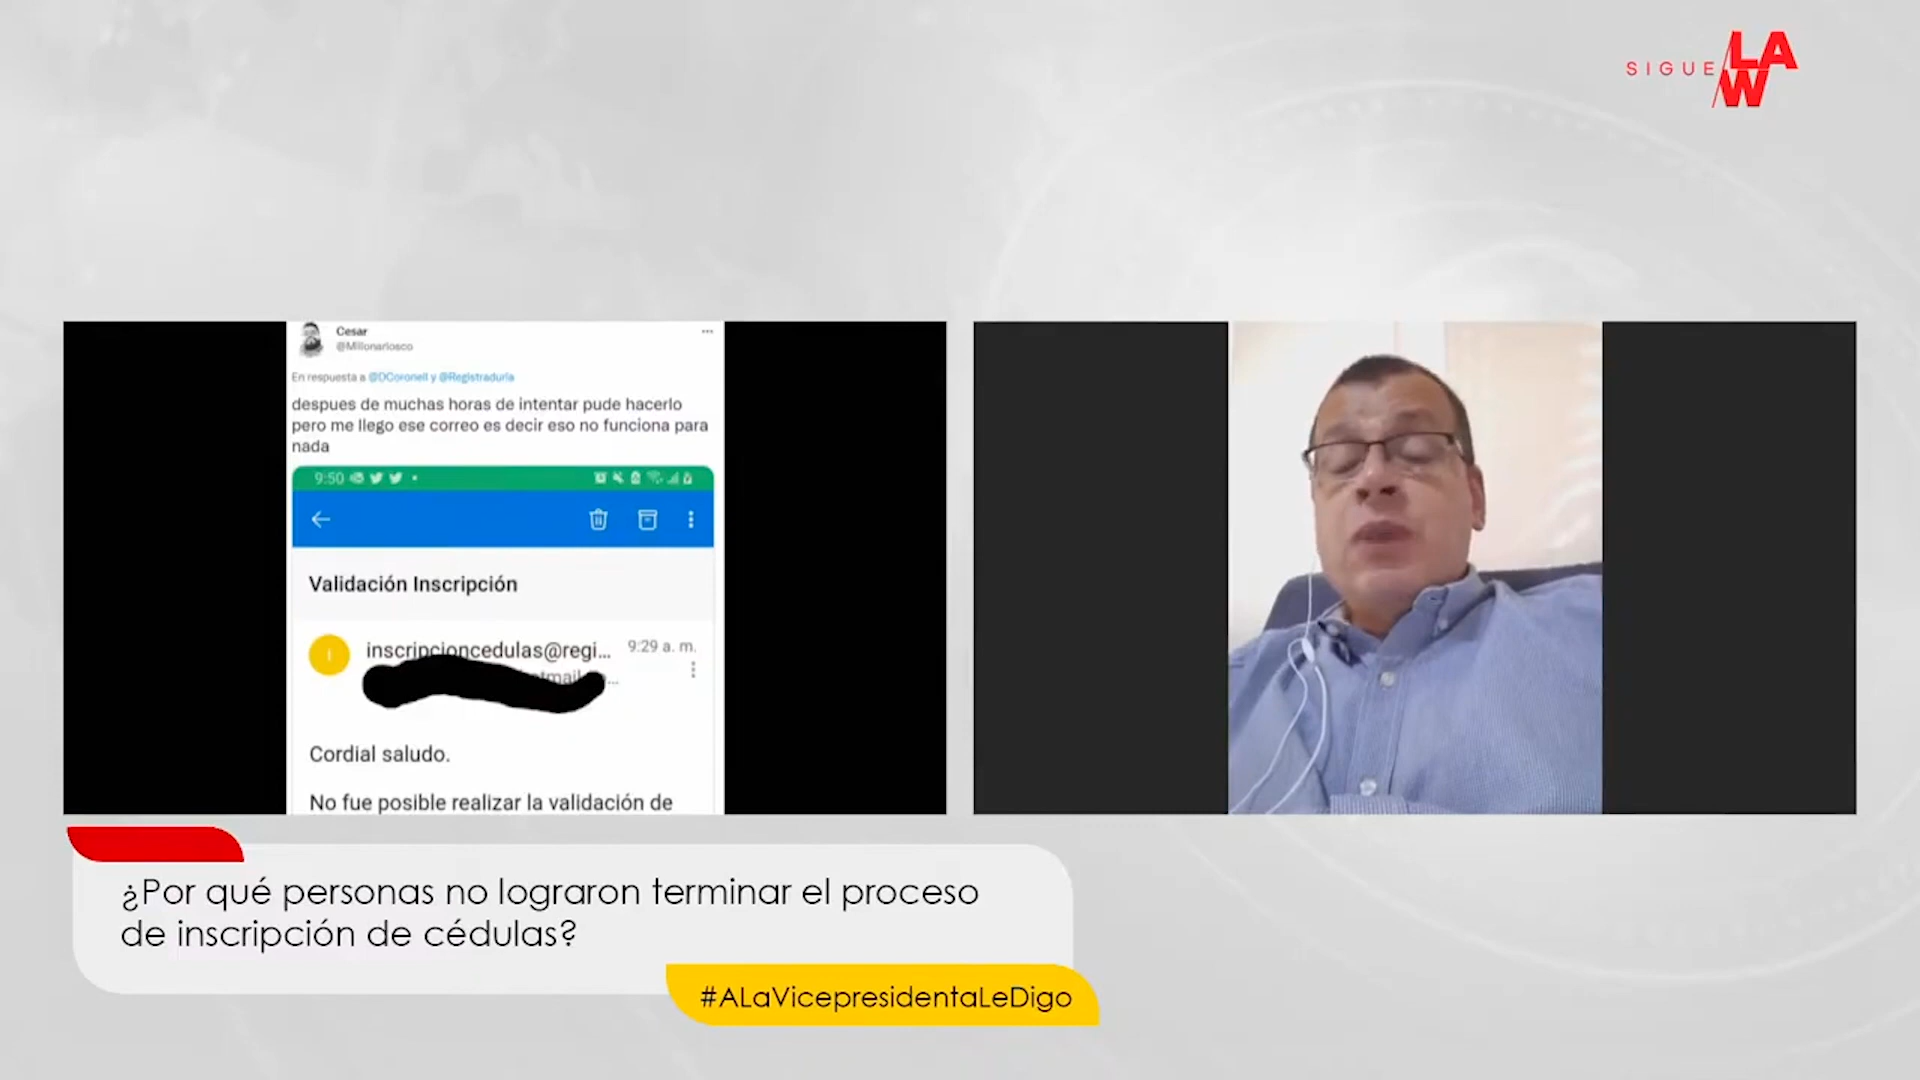 SIGUE LA W
Cesar
@Millonariosco
En respuesta a @DCoronell y @Registraduria
despues de muchas horas de intentar pude hacerlo
pero me llego ese correo es decir eso no funciona para
nada
9:50
Validación Inscripción
I
inscripcioncedulas@regi...
9:29 a. m.
Cordial saludo.
No fue posible realizar la validación de
¿Por qué personas no lograron terminar el proceso
de inscripción de cédulas?
#ALaVicepresidentaLeDigo